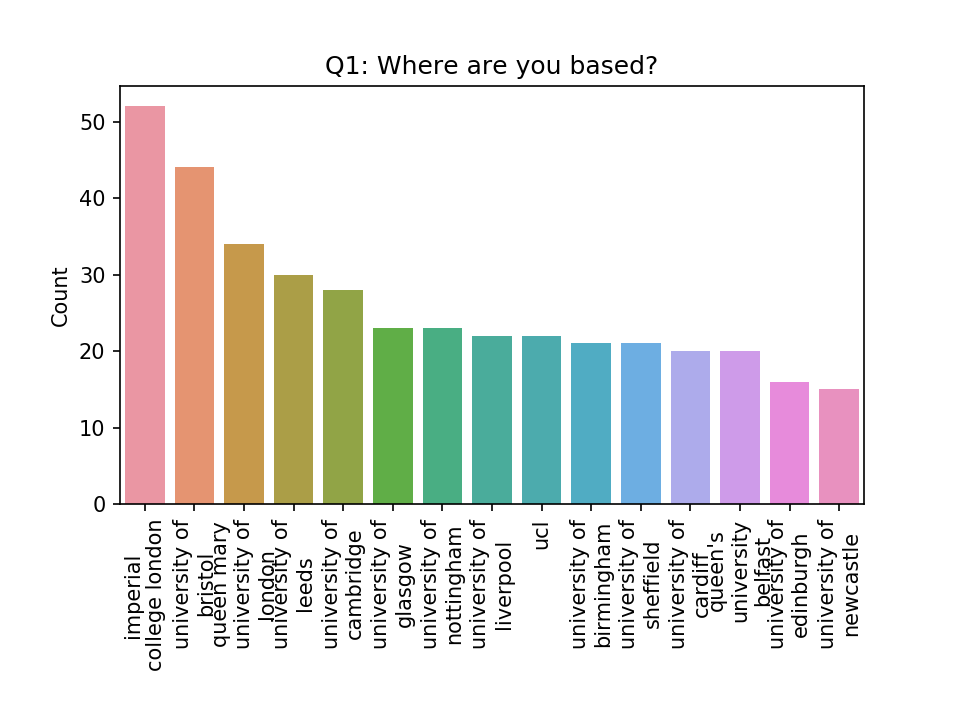 Q1: Where are you based?
Count
50
40
30
20
10
0
imperial
college london
university of
bristol
queen mary
university of
london
university of
leeds
university of
cambridge
university of
glasgow
university of
nottingham
university of
liverpool
ucl
university of
birmingham
university of
sheffield
university of
cardiff
queen's
university
belfast
university of
edinburgh
university of
newcastle